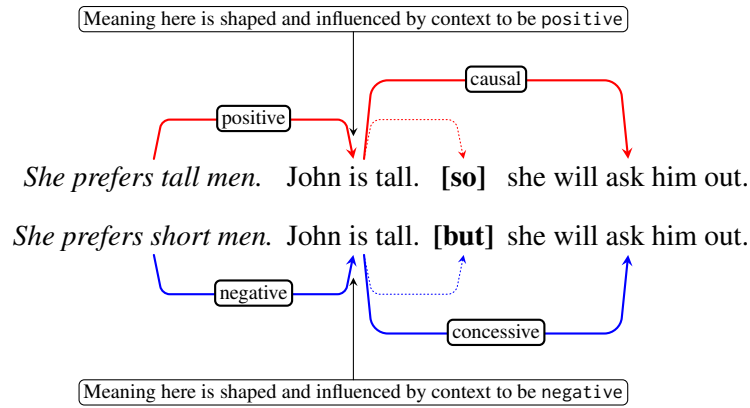 Meaning here is shaped and influenced by context to be positive
causal
positive
She prefers tall men. John is tall. [so] she will ask him out.
She prefers short men. John is tall. [but] she will ask him out.
negative
concessive
Meaning here is shaped and influenced by context to be negative